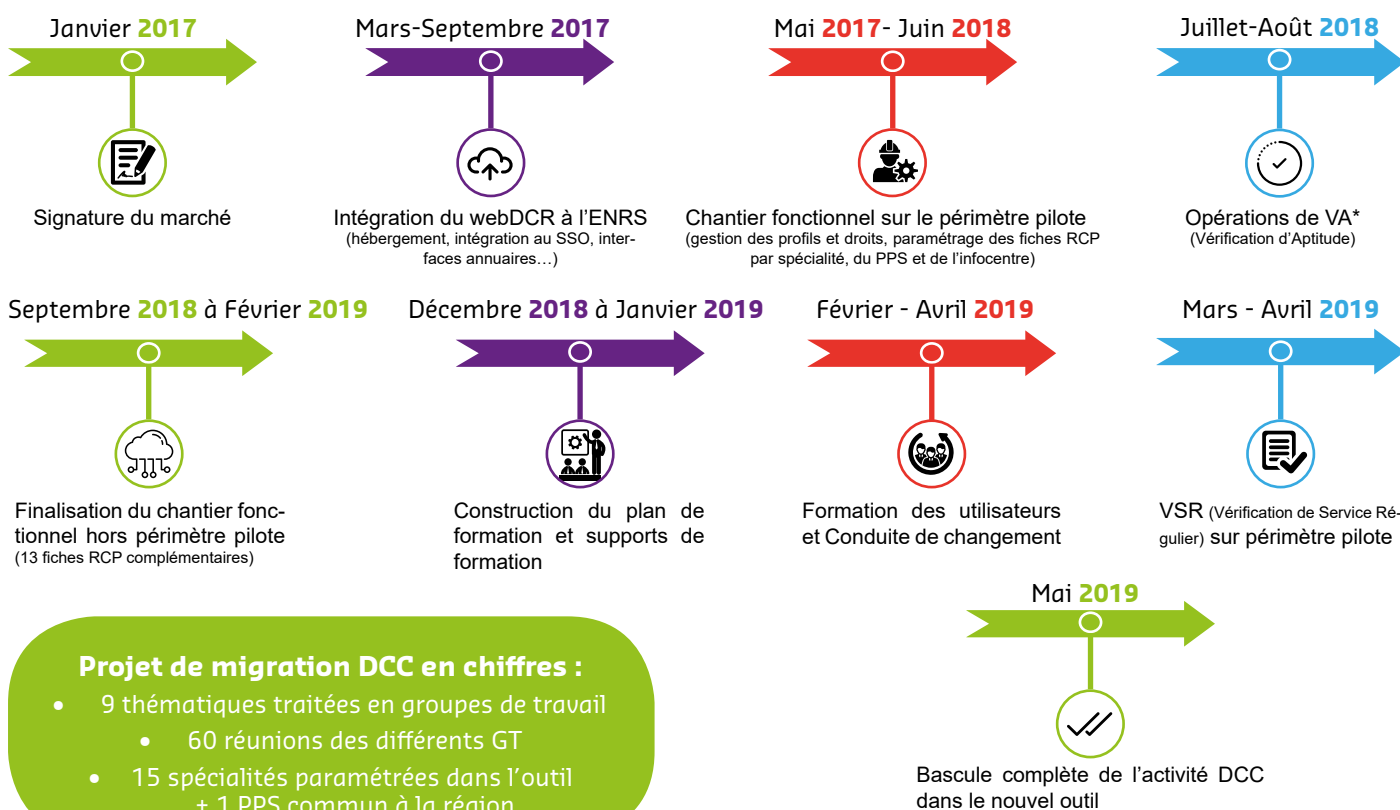 Janvier 2017
Signature du marché
Mars-Septembre 2017
Intégration du webDCR à l'ENRS
(hébergement, intégration au SSO, inter-
faces annuaires…)
Mai 2017- Juin 2018
Chantier fonctionnel sur le périmètre pilote
(gestion des profils et droits, paramétrage des fiches RCP
par spécialité, du PPS et de l'infocentre)
Juillet-Août 2018
Opérations de VA*
(Vérification d'Aptitude)
Septembre 2018 à Février 2019
Finalisation du chantier fonc-
tionnel hors périmètre pilote
(13 fiches RCP complémentaires)
Décembre 2018 à Janvier 2019
Construction du plan de
formation et supports de
formation
Février - Avril 2019
Formation des utilisateurs
et Conduite de changement
Mars - Avril 2019
VSR (Vérification de Service Ré-
gulier) sur périmètre pilote
Mai 2019
Bascule complète de l'activité DCC
dans le nouvel outil
Projet de migration DCC en chiffres :
• 9 thématiques traitées en groupes de travail
• 60 réunions des différents GT
• 15 spécialités paramétrées dans l'outil
+ 1 PPS commun à la région